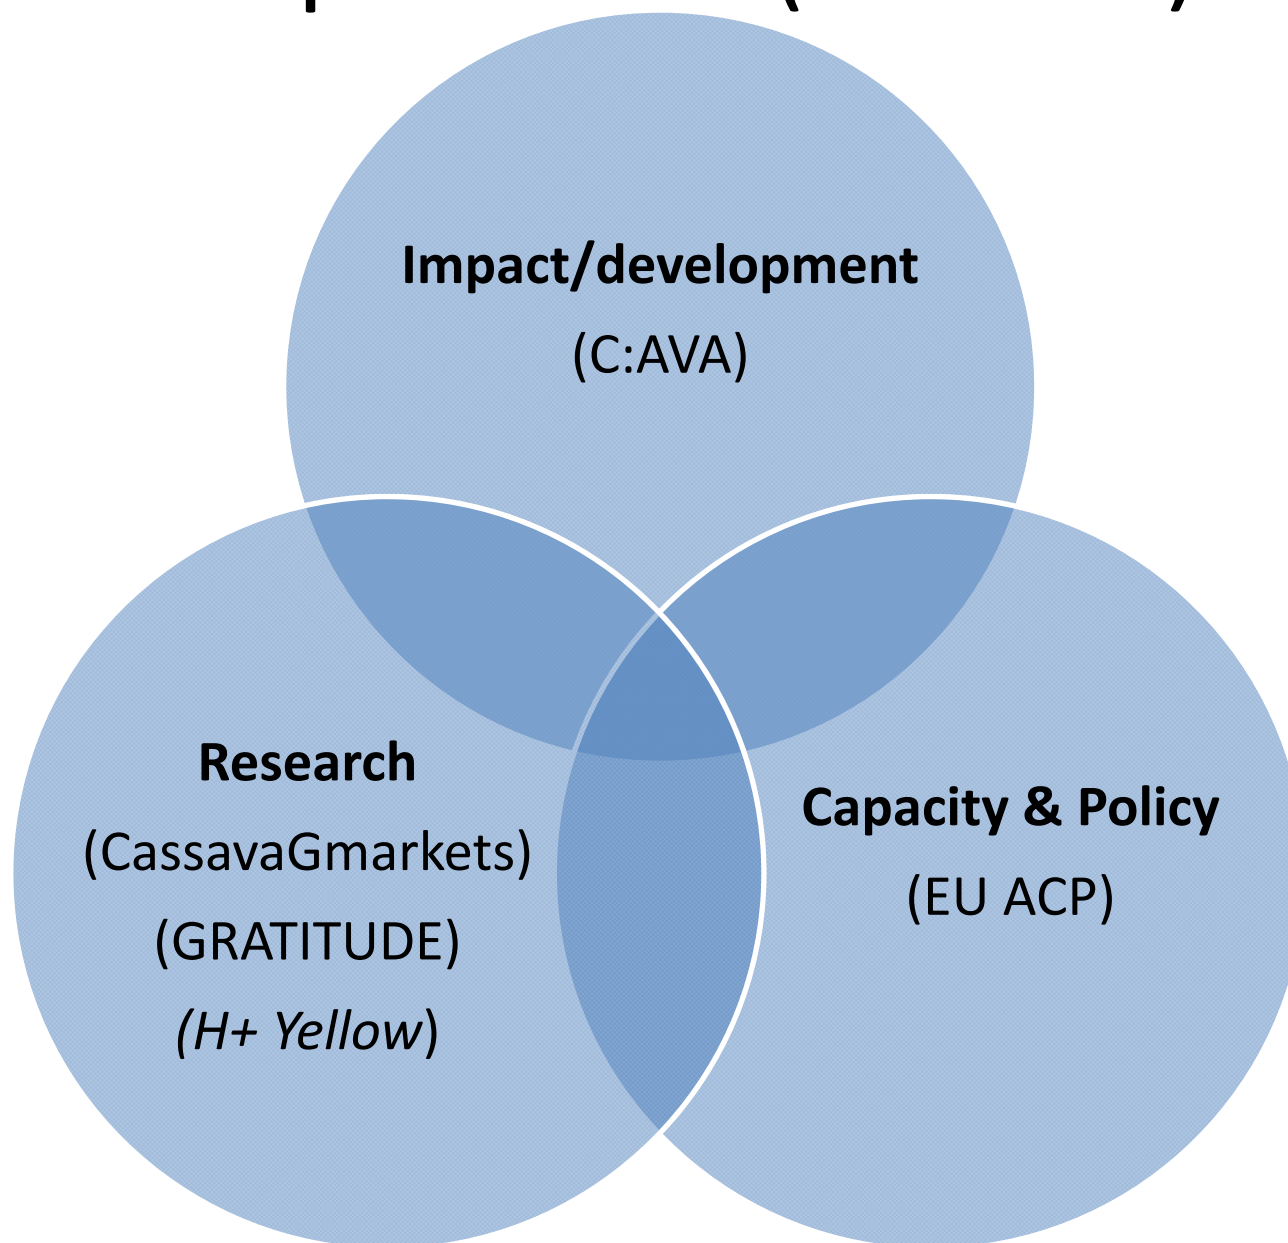 Impact/development
(C:AVA)
Research
(CassavaGmarkets)
(GRATITUDE)
(H+ Yellow)
Capacity & Policy
(EU ACP)